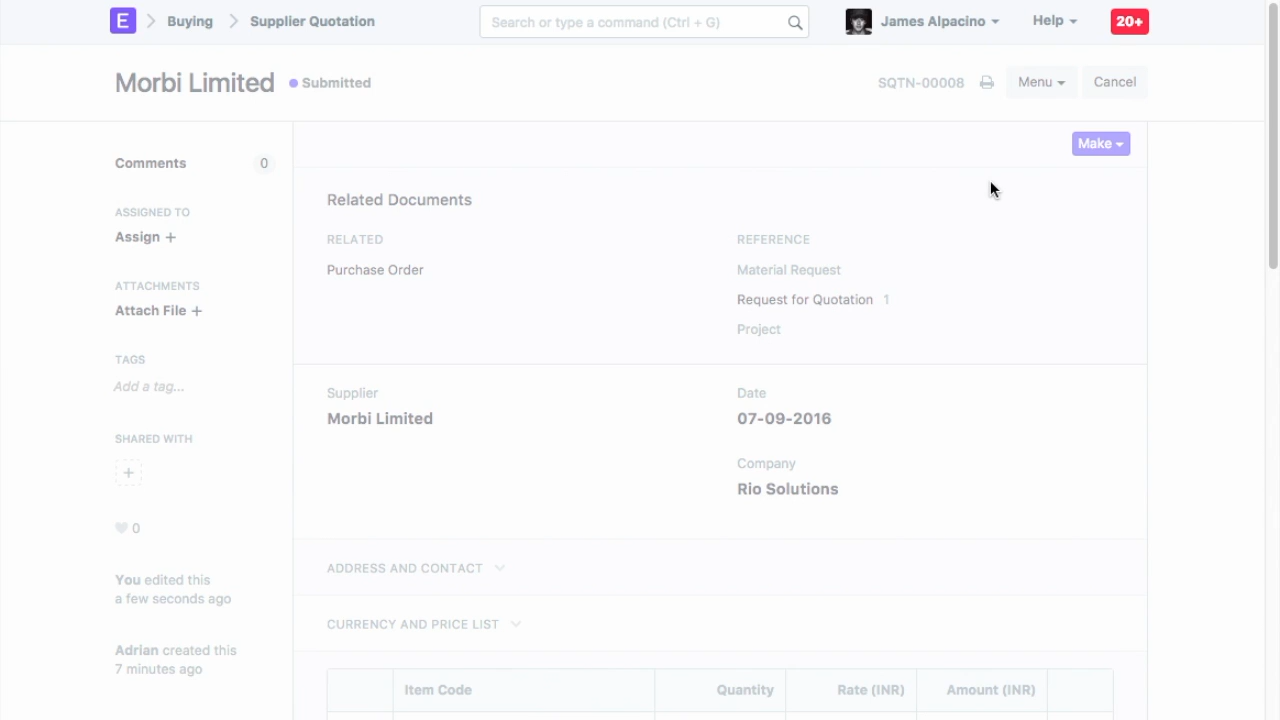 E Buying Supplier Quotation Search or type a command (Ctrl + G) James Alpacino Help 20+
Morbi Limited Submitted SQTN-00008 Menu Cancel
Make
Comments 0
ASSIGNED TO
Assign +
ATTACHMENTS
Attach File +
TAGS
Add a tag...
SHARED WITH
+
0
You edited this
a few seconds ago
Adrian created this
7 minutes ago
Related Documents
RELATED
Purchase Order
REFERENCE
Material Request
Request for Quotation 1
Project
Supplier
Morbi Limited
Date
07-09-2016
Company
Rio Solutions
ADDRESS AND CONTACT
CURRENCY AND PRICE LIST
Item Code Quantity Rate (INR) Amount (INR)